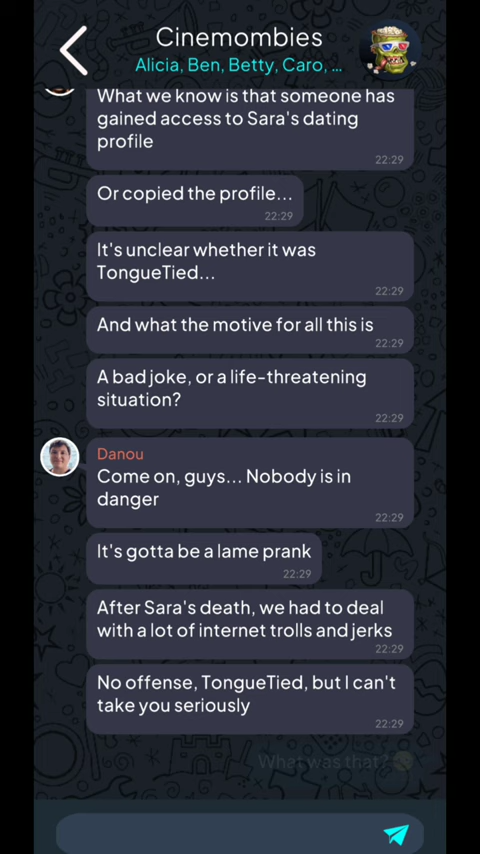 Cinemombies
Alicia, Ben, Betty, Caro, ...
What we know is that someone has
gained access to Sara's dating
profile
22:29
Or copied the profile...
22:29
It's unclear whether it was
TongueTied...
22:29
And what the motive for all this is
22:29
A bad joke, or a life-threatening
situation?
22:29
Danou
Come on, guys... Nobody is in
danger
22:29
It's gotta be a lame prank
22:29
After Sara's death, we had to deal
with a lot of internet trolls and jerks
22:29
No offense, TongueTied, but I can't
take you seriously
22:29
What was that?